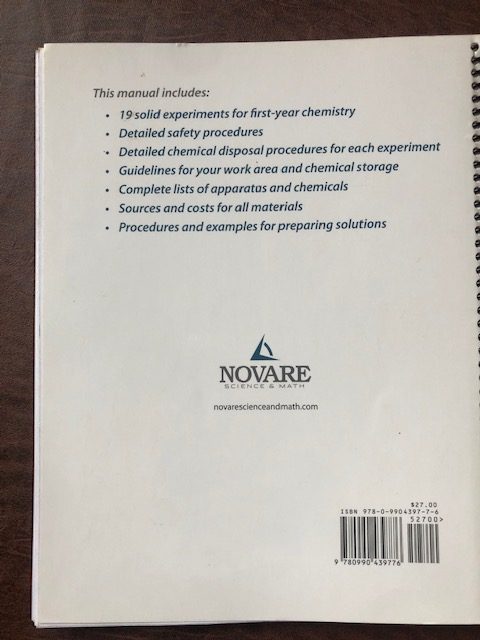 This manual includes:
• 19 solid experiments for first-year chemistry
• Detailed safety procedures
• Detailed chemical disposal procedures for each experiment
• Guidelines for your work area and chemical storage
• Complete lists of apparatas and chemicals
• Sources and costs for all materials
• Procedures and examples for preparing solutions
NOVARE
SCIENCE & MATH
novarescienceandmath.com
$27.00
ISBN 978-0-9904397-7-6
52700>
9 780990 439776